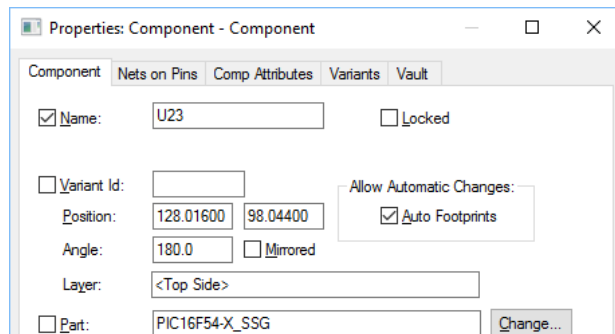 Properties: Component - Component
Component Nets on Pins Comp Attributes Variants Vault
Name: U23 Locked
Variant Id: Allow Automatic Changes:
Position: 128.01600 98.04400 Auto Footprints
Angle: 180.0 Mirrored
Layer: <Top Side>
Part: PIC16F54-X_SSG Change...